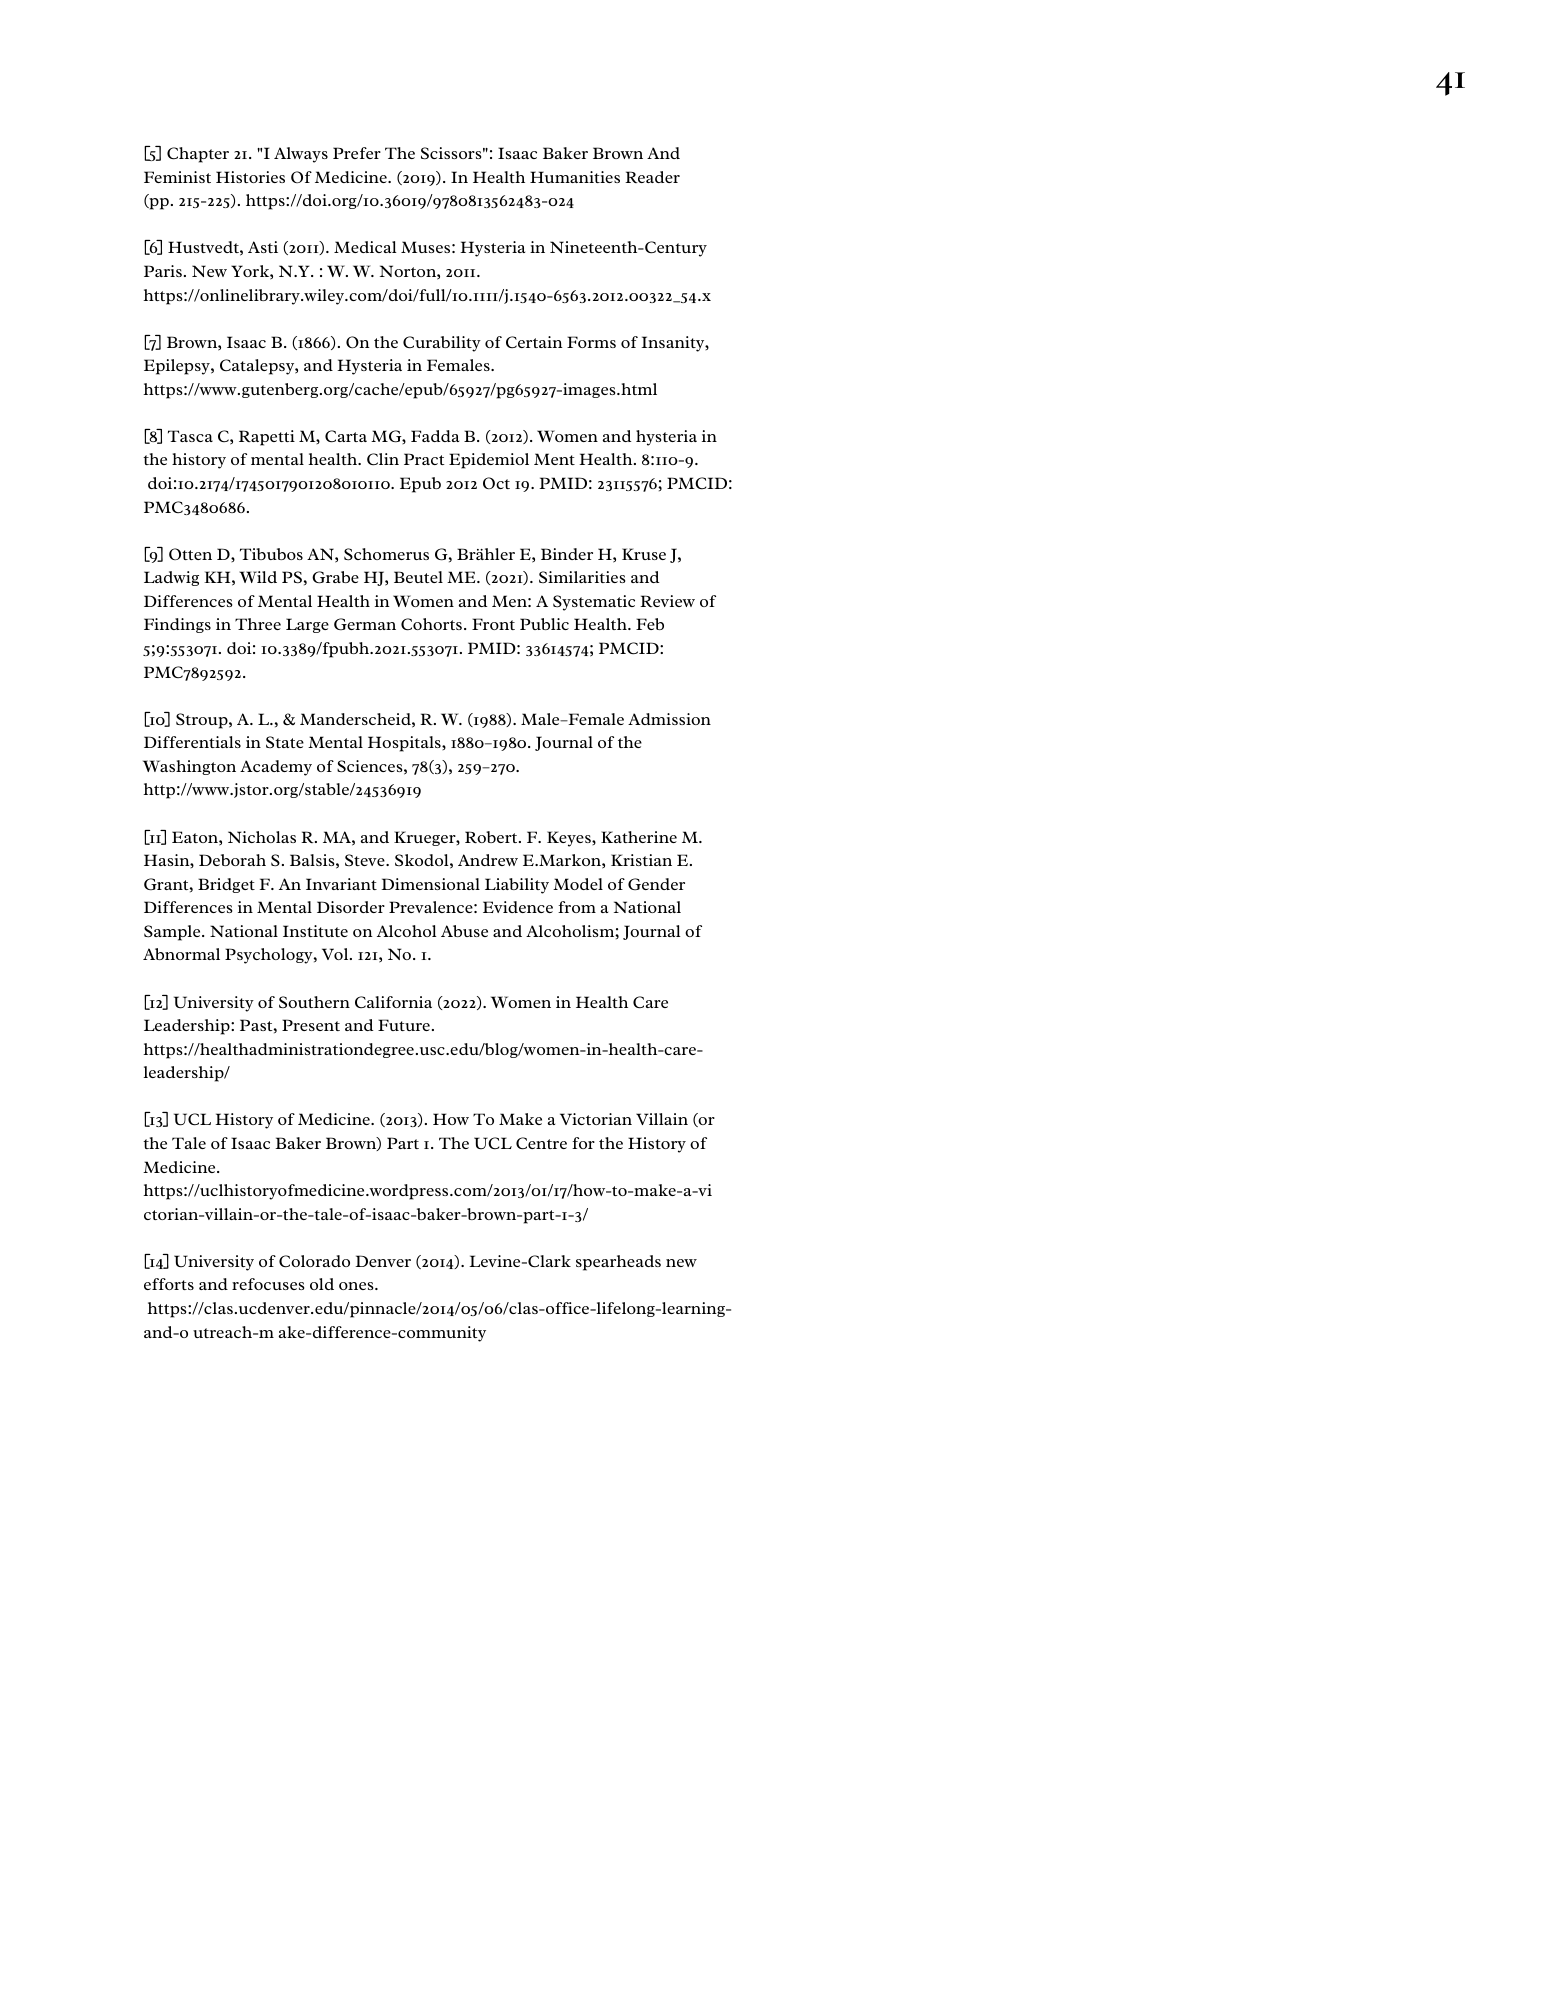 41
[5] Chapter 21. "I Always Prefer The Scissors": Isaac Baker Brown And
Feminist Histories Of Medicine. (2019). In Health Humanities Reader
(pp. 215-225). https://doi.org/10.36019/9780813562483-024
[6] Hustvedt, Asti (2011). Medical Muses: Hysteria in Nineteenth-Century
Paris. New York, N.Y. : W. W. Norton, 2011.
https://onlinelibrary.wiley.com/doi/full/10.1111/j.1540-6563.2012.00322_54.x
[7] Brown, Isaac B. (1866). On the Curability of Certain Forms of Insanity,
Epilepsy, Catalepsy, and Hysteria in Females.
https://www.gutenberg.org/cache/epub/65927/pg65927-images.html
[8] Tasca C, Rapetti M, Carta MG, Fadda B. (2012). Women and hysteria in
the history of mental health. Clin Pract Epidemiol Ment Health. 8:110-9.
doi:10.2174/1745017901208010110. Epub 2012 Oct 19. PMID: 23115576; PMCID:
PMC3480686.
[9] Otten D, Tibubos AN, Schomerus G, Brähler E, Binder H, Kruse J,
Ladwig KH, Wild PS, Grabe HJ, Beutel ME. (2021). Similarities and
Differences of Mental Health in Women and Men: A Systematic Review of
Findings in Three Large German Cohorts. Front Public Health. Feb
5;9:553071. doi: 10.3389/fpubh.2021.553071. PMID: 33614574; PMCID:
PMC7892592.
[10] Stroup, A. L., & Manderscheid, R. W. (1988). Male–Female Admission
Differentials in State Mental Hospitals, 1880–1980. Journal of the
Washington Academy of Sciences, 78(3), 259–270.
http://www.jstor.org/stable/24536919
[11] Eaton, Nicholas R. MA, and Krueger, Robert. F. Keyes, Katherine M.
Hasin, Deborah S. Balsis, Steve. Skodol, Andrew E.Markon, Kristian E.
Grant, Bridget F. An Invariant Dimensional Liability Model of Gender
Differences in Mental Disorder Prevalence: Evidence from a National
Sample. National Institute on Alcohol Abuse and Alcoholism; Journal of
Abnormal Psychology, Vol. 121, No. 1.
[12] University of Southern California (2022). Women in Health Care
Leadership: Past, Present and Future.
https://healthadministrationdegree.usc.edu/blog/women-in-health-care-
leadership/
[13] UCL History of Medicine. (2013). How To Make a Victorian Villain (or
the Tale of Isaac Baker Brown) Part 1. The UCL Centre for the History of
Medicine.
https://uclhistoryofmedicine.wordpress.com/2013/01/17/how-to-make-a-vi
ctorian-villain-or-the-tale-of-isaac-baker-brown-part-1-3/
[14] University of Colorado Denver (2014). Levine-Clark spearheads new
efforts and refocuses old ones.
https://clas.ucdenver.edu/pinnacle/2014/05/06/clas-office-lifelong-learning-
and-o utreach-m ake-difference-community